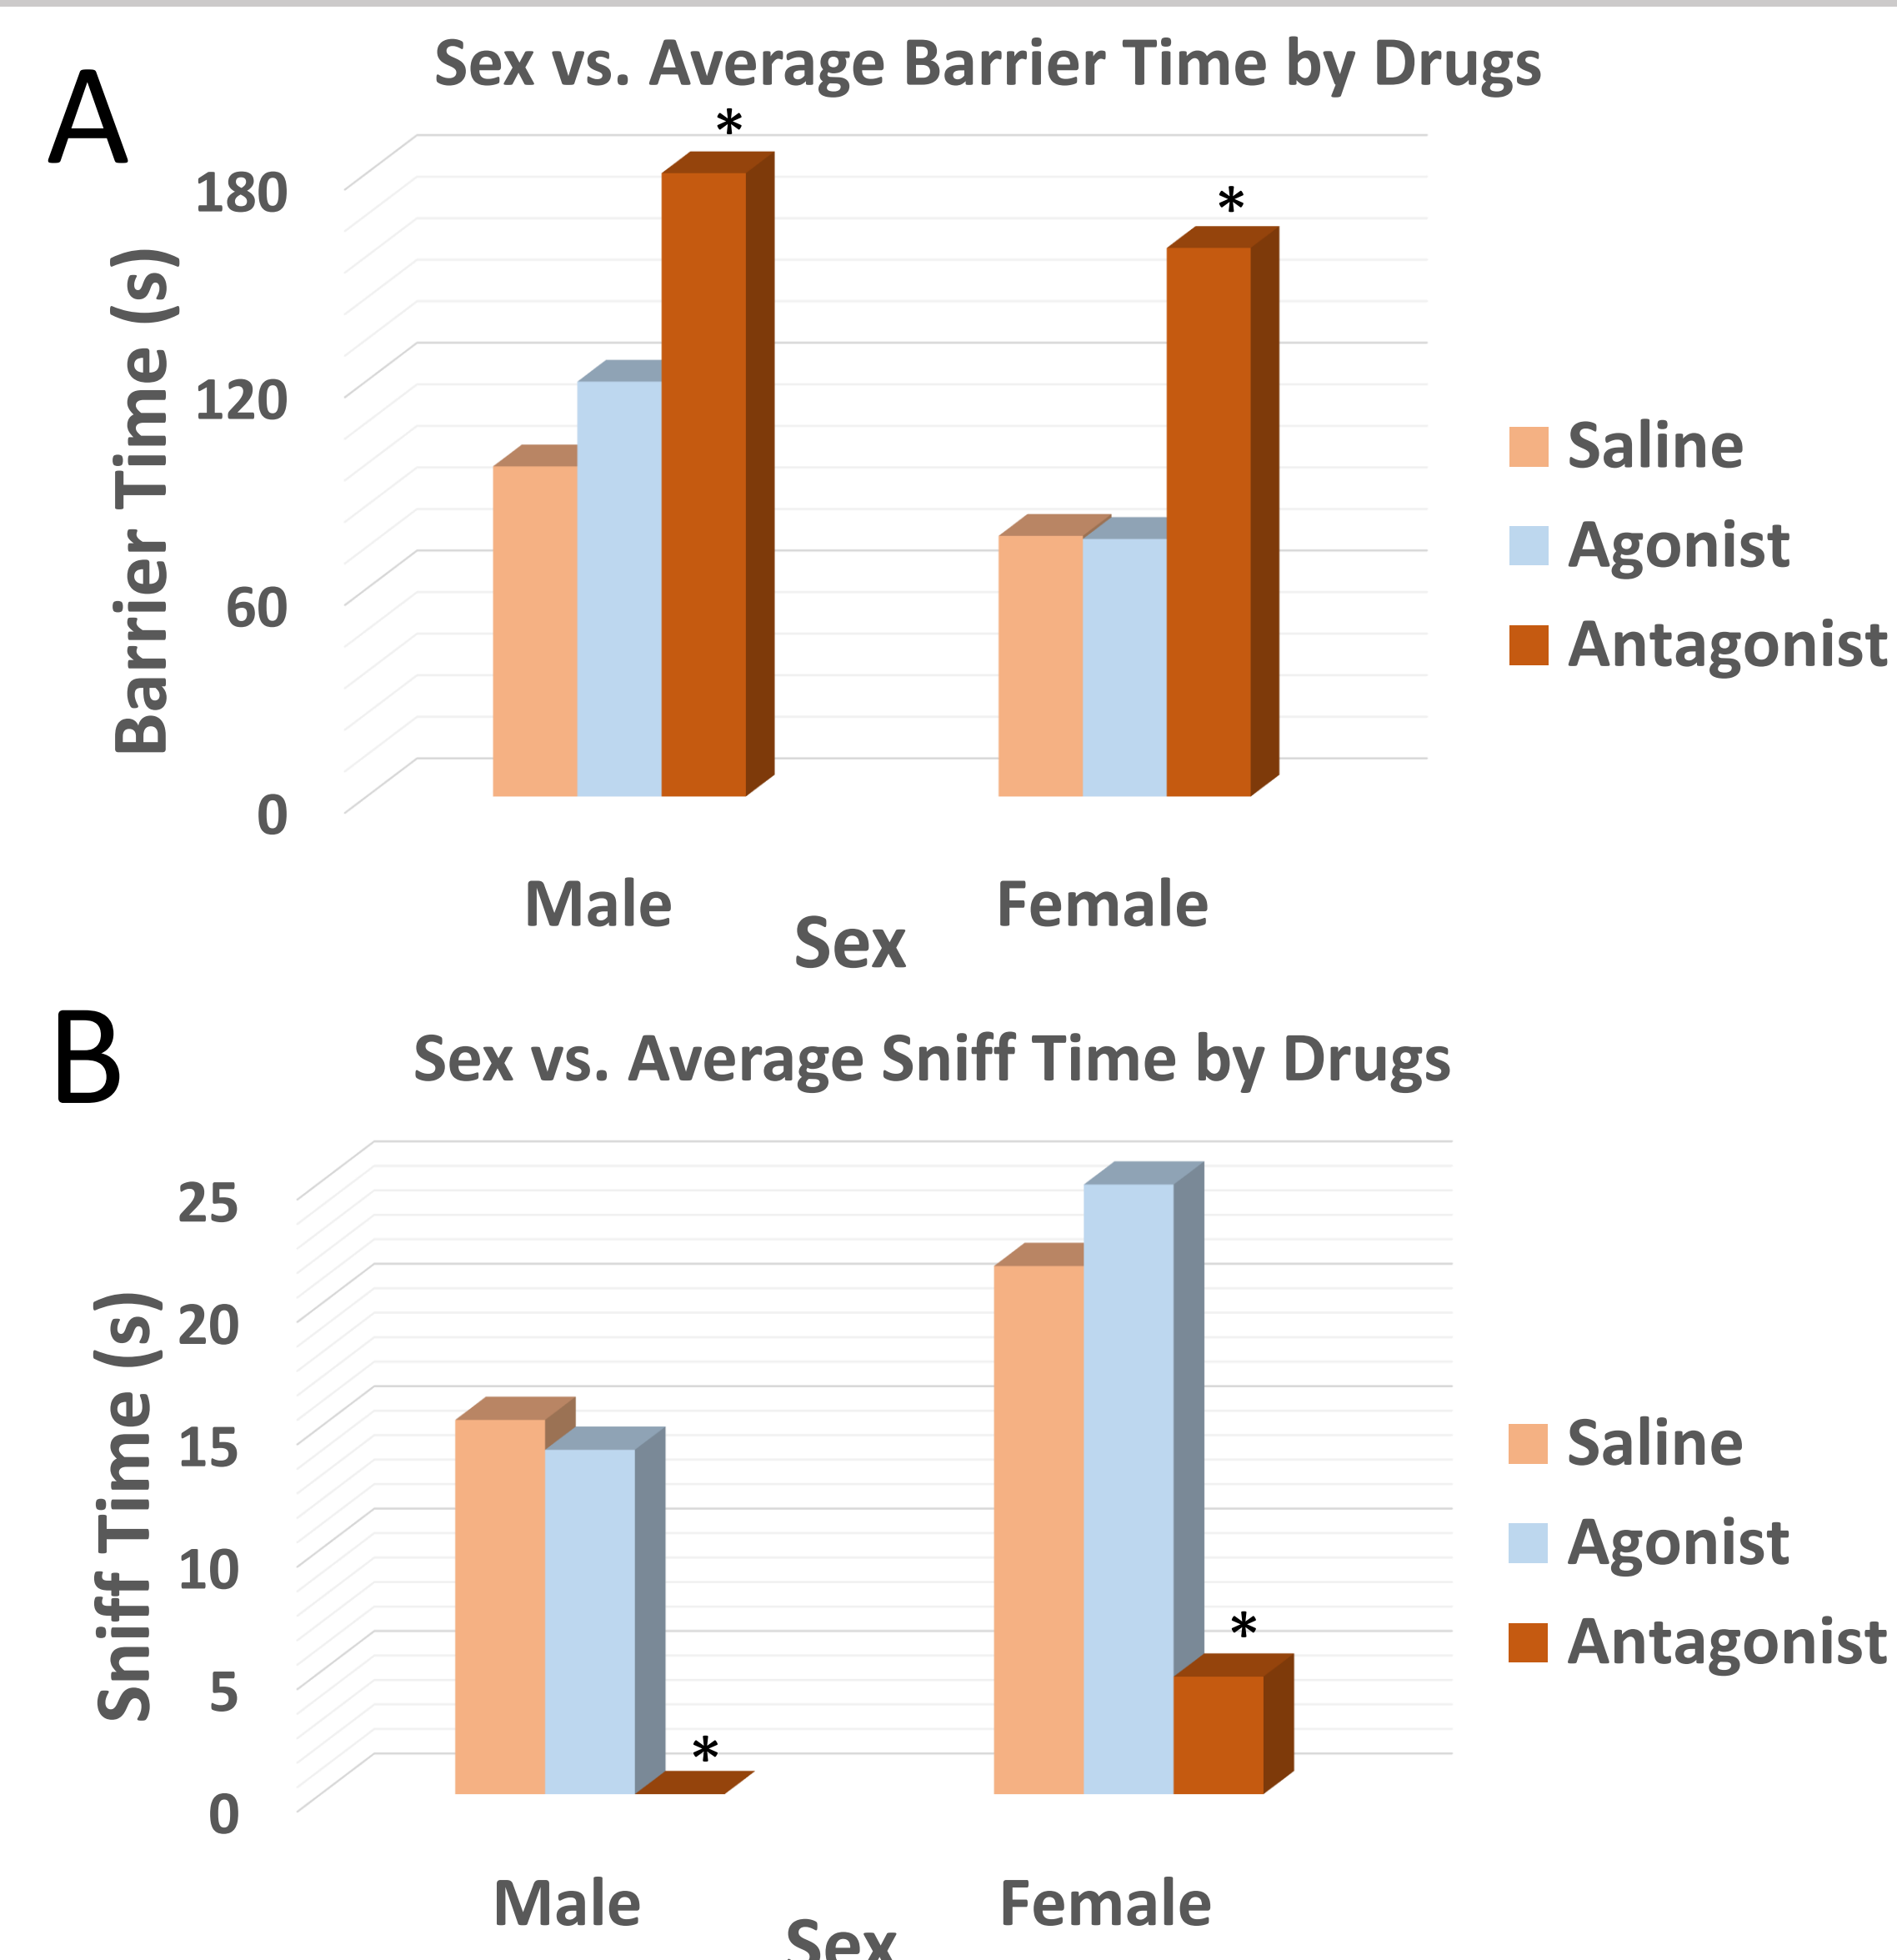 A
Sex vs. Average Barrier Time by Drugs
*
*
Barrier Time (s)
180
120
60
0
Saline
Agonist
Antagonist
Male
Female
Sex
B
Sex vs. Average Sniff Time by Drugs
Sniff Time (s)
25
20
15
10
5
0
*
*
Saline
Agonist
Antagonist
Male
Female
Sex